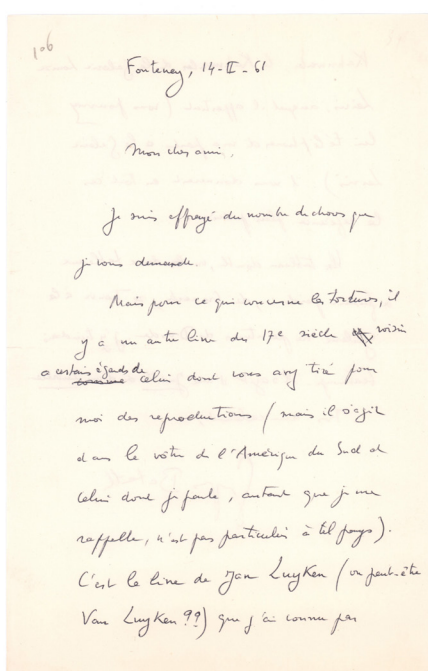 106
Fontenay, 14-II-61
Mon cher ami,
Je suis effrayé du nombre de choses que
je vous demande.
Mais pour ce qui concerne les tortures, il
y a un autre livre du 17e siècle voisin
a certains égards de
celui dont vous avez tiré pour
moi des reproductions (mais il s'agit
dans le vôtre de l'Amérique du Sud et
celui dont je parle, autant que je me
rappelle, n'est pas particulier à tel pays).
C'est le livre de Jan Luyken (ou peut-être
Van Luyken ??) que j'ai connu par